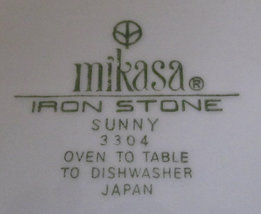 mikasa®
IRON STONE
SUNNY
3304
OVEN TO TABLE
TO DISHWASHER
JAPAN